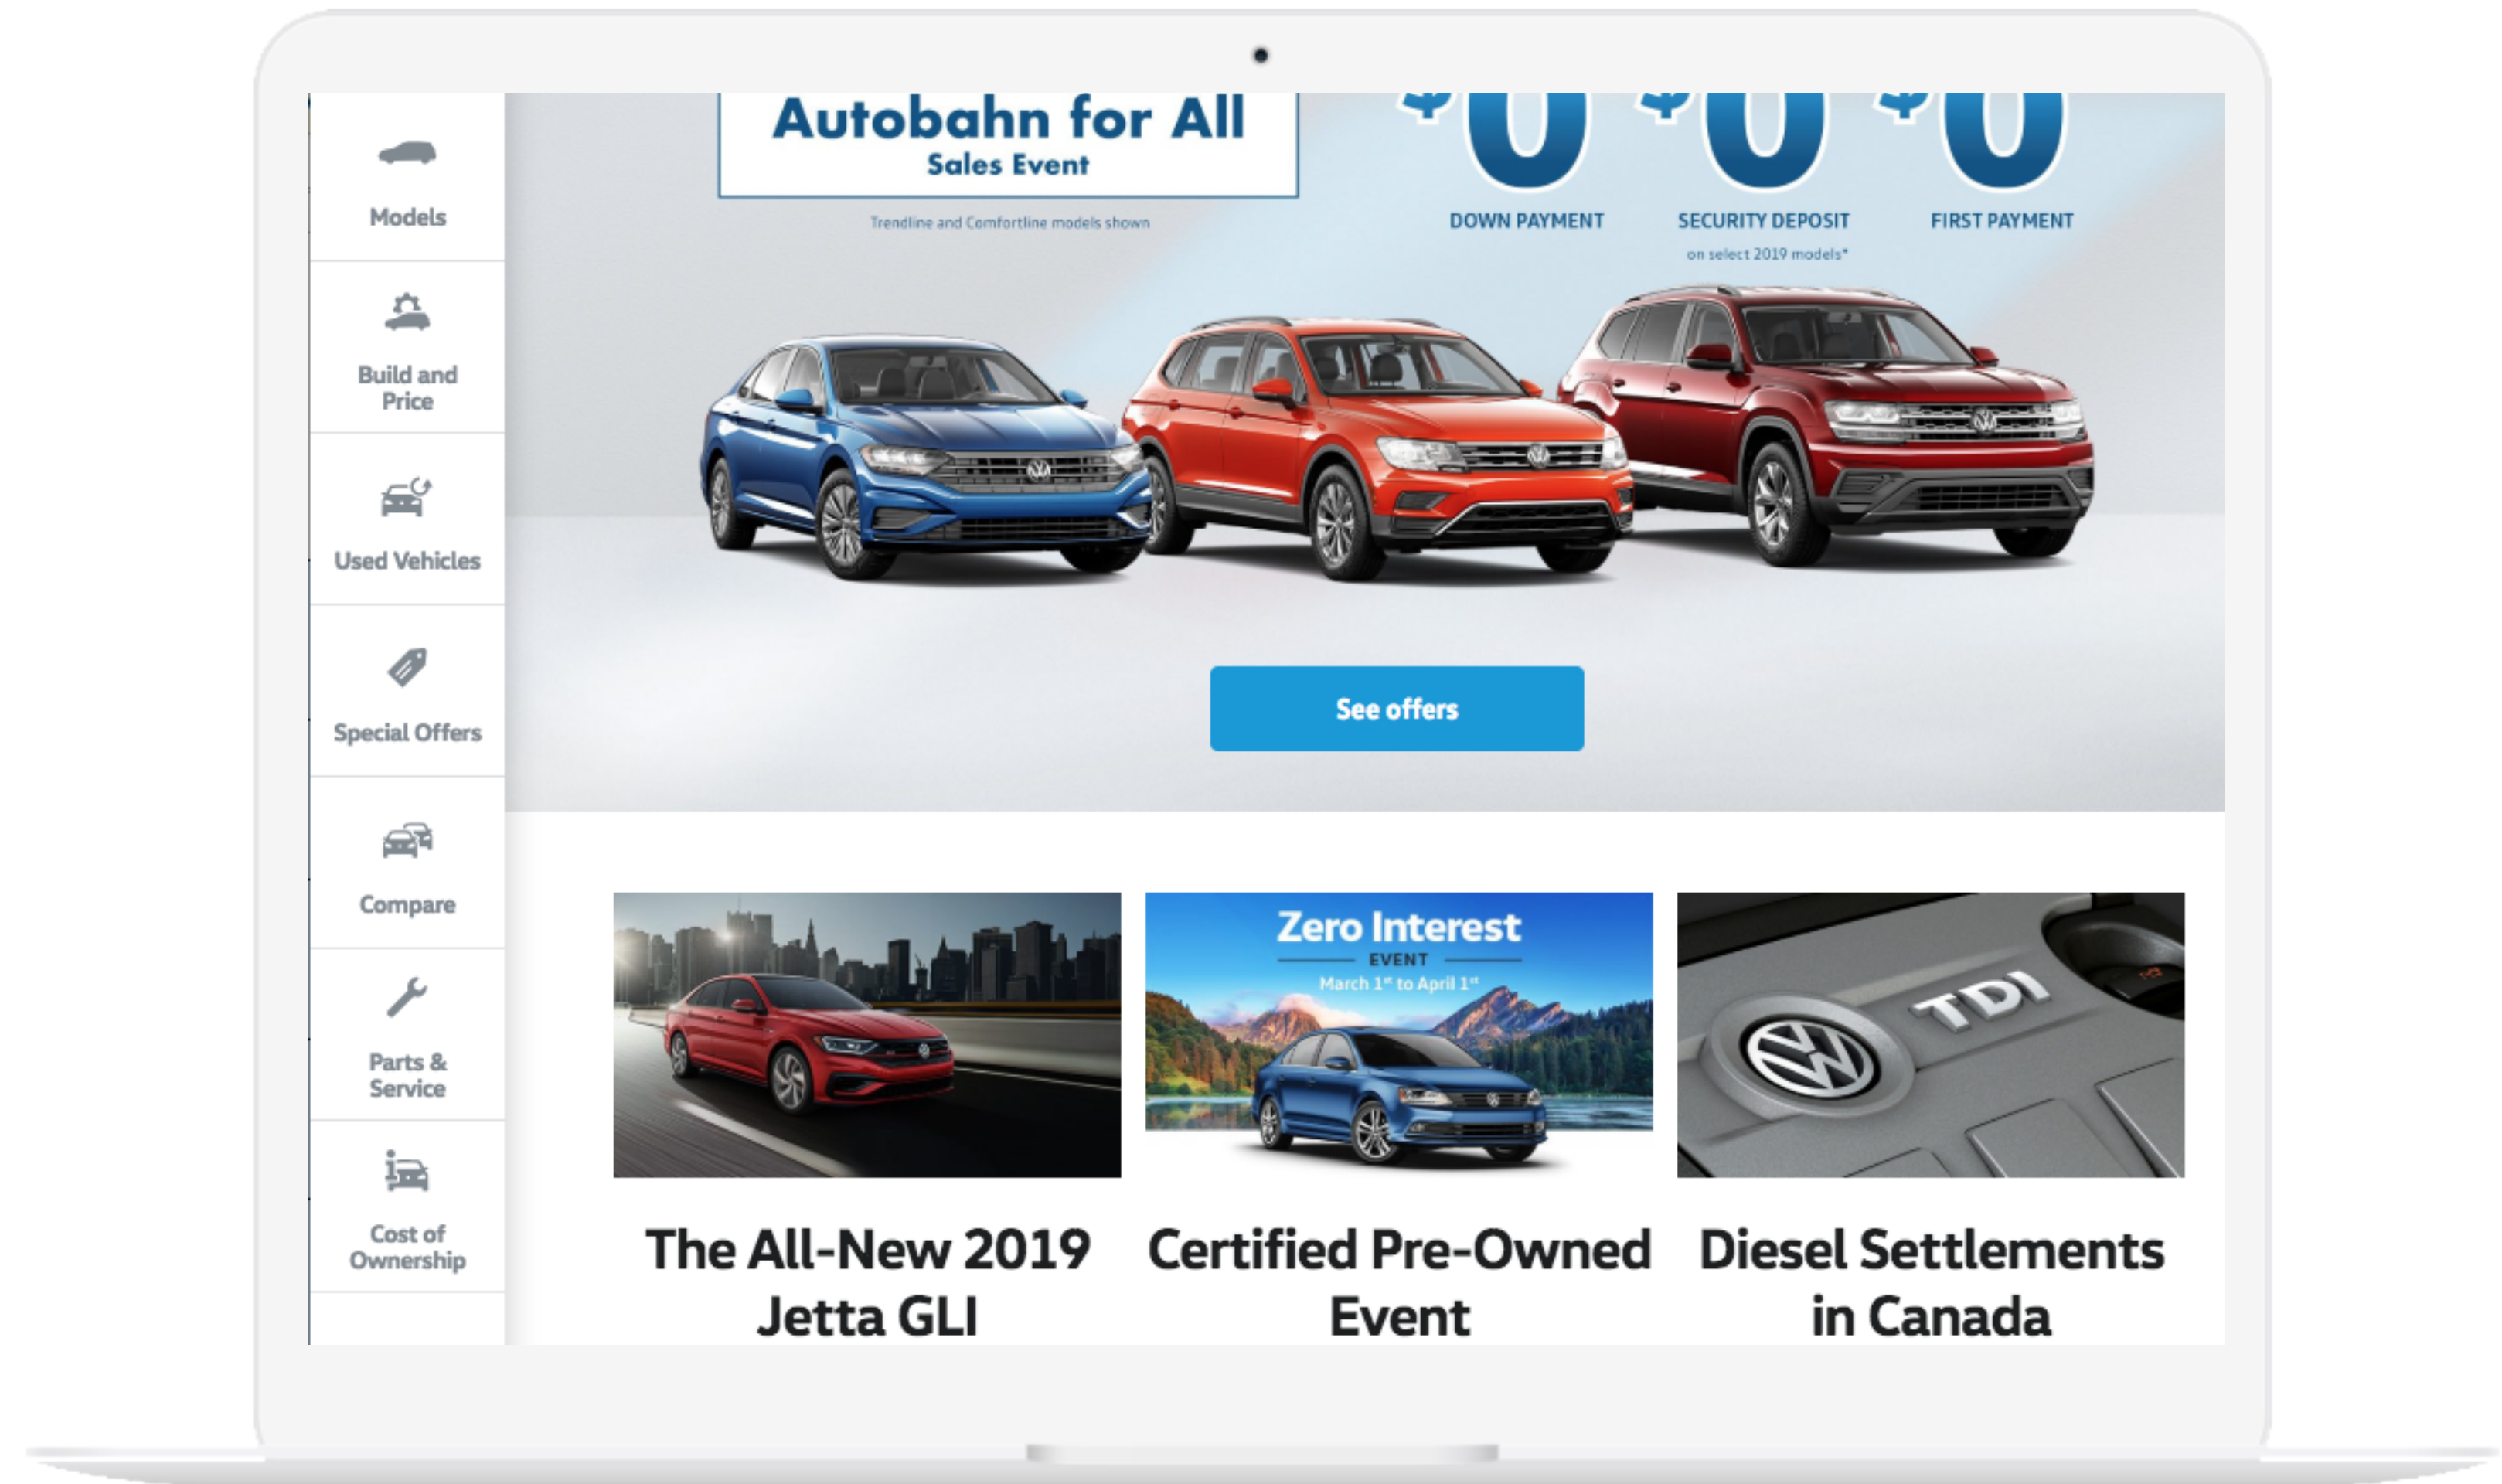 Autobahn for All
Sales Event
Trendline and Comfortline models shown
$0 $0 $0
DOWN PAYMENT SECURITY DEPOSIT FIRST PAYMENT
on select 2019 models*
Models
Build and
Price
Used Vehicles
Special Offers
Compare
Parts &
Service
Cost of
Ownership
See offers
Zero Interest
EVENT
March 1st to April 1st
TDI
The All-New 2019
Jetta GLI
Certified Pre-Owned
Event
Diesel Settlements
in Canada